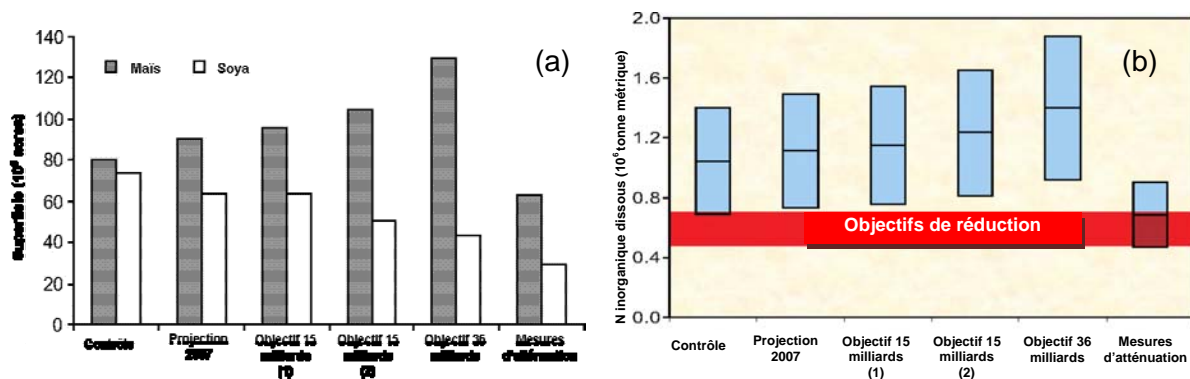 140
120
100
80
60
40
20
0
Superficie (10⁶ acres)
Maïs
Soya
(a)
Contrôle
Projection
2007
Objectif 15
milliards
(1)
Objectif 15
milliards
(2)
Objectif 36
milliards
Mesures
d'atténuation
2.0
1.6
1.2
0.8
0.4
0.0
N inorganique dissous (10⁶ tonne métrique)
(b)
Objectifs de réduction
Contrôle
Projection
2007
Objectif 15
milliards
(1)
Objectif 15
milliards
(2)
Objectif 36
milliards
Mesures
d'atténuation